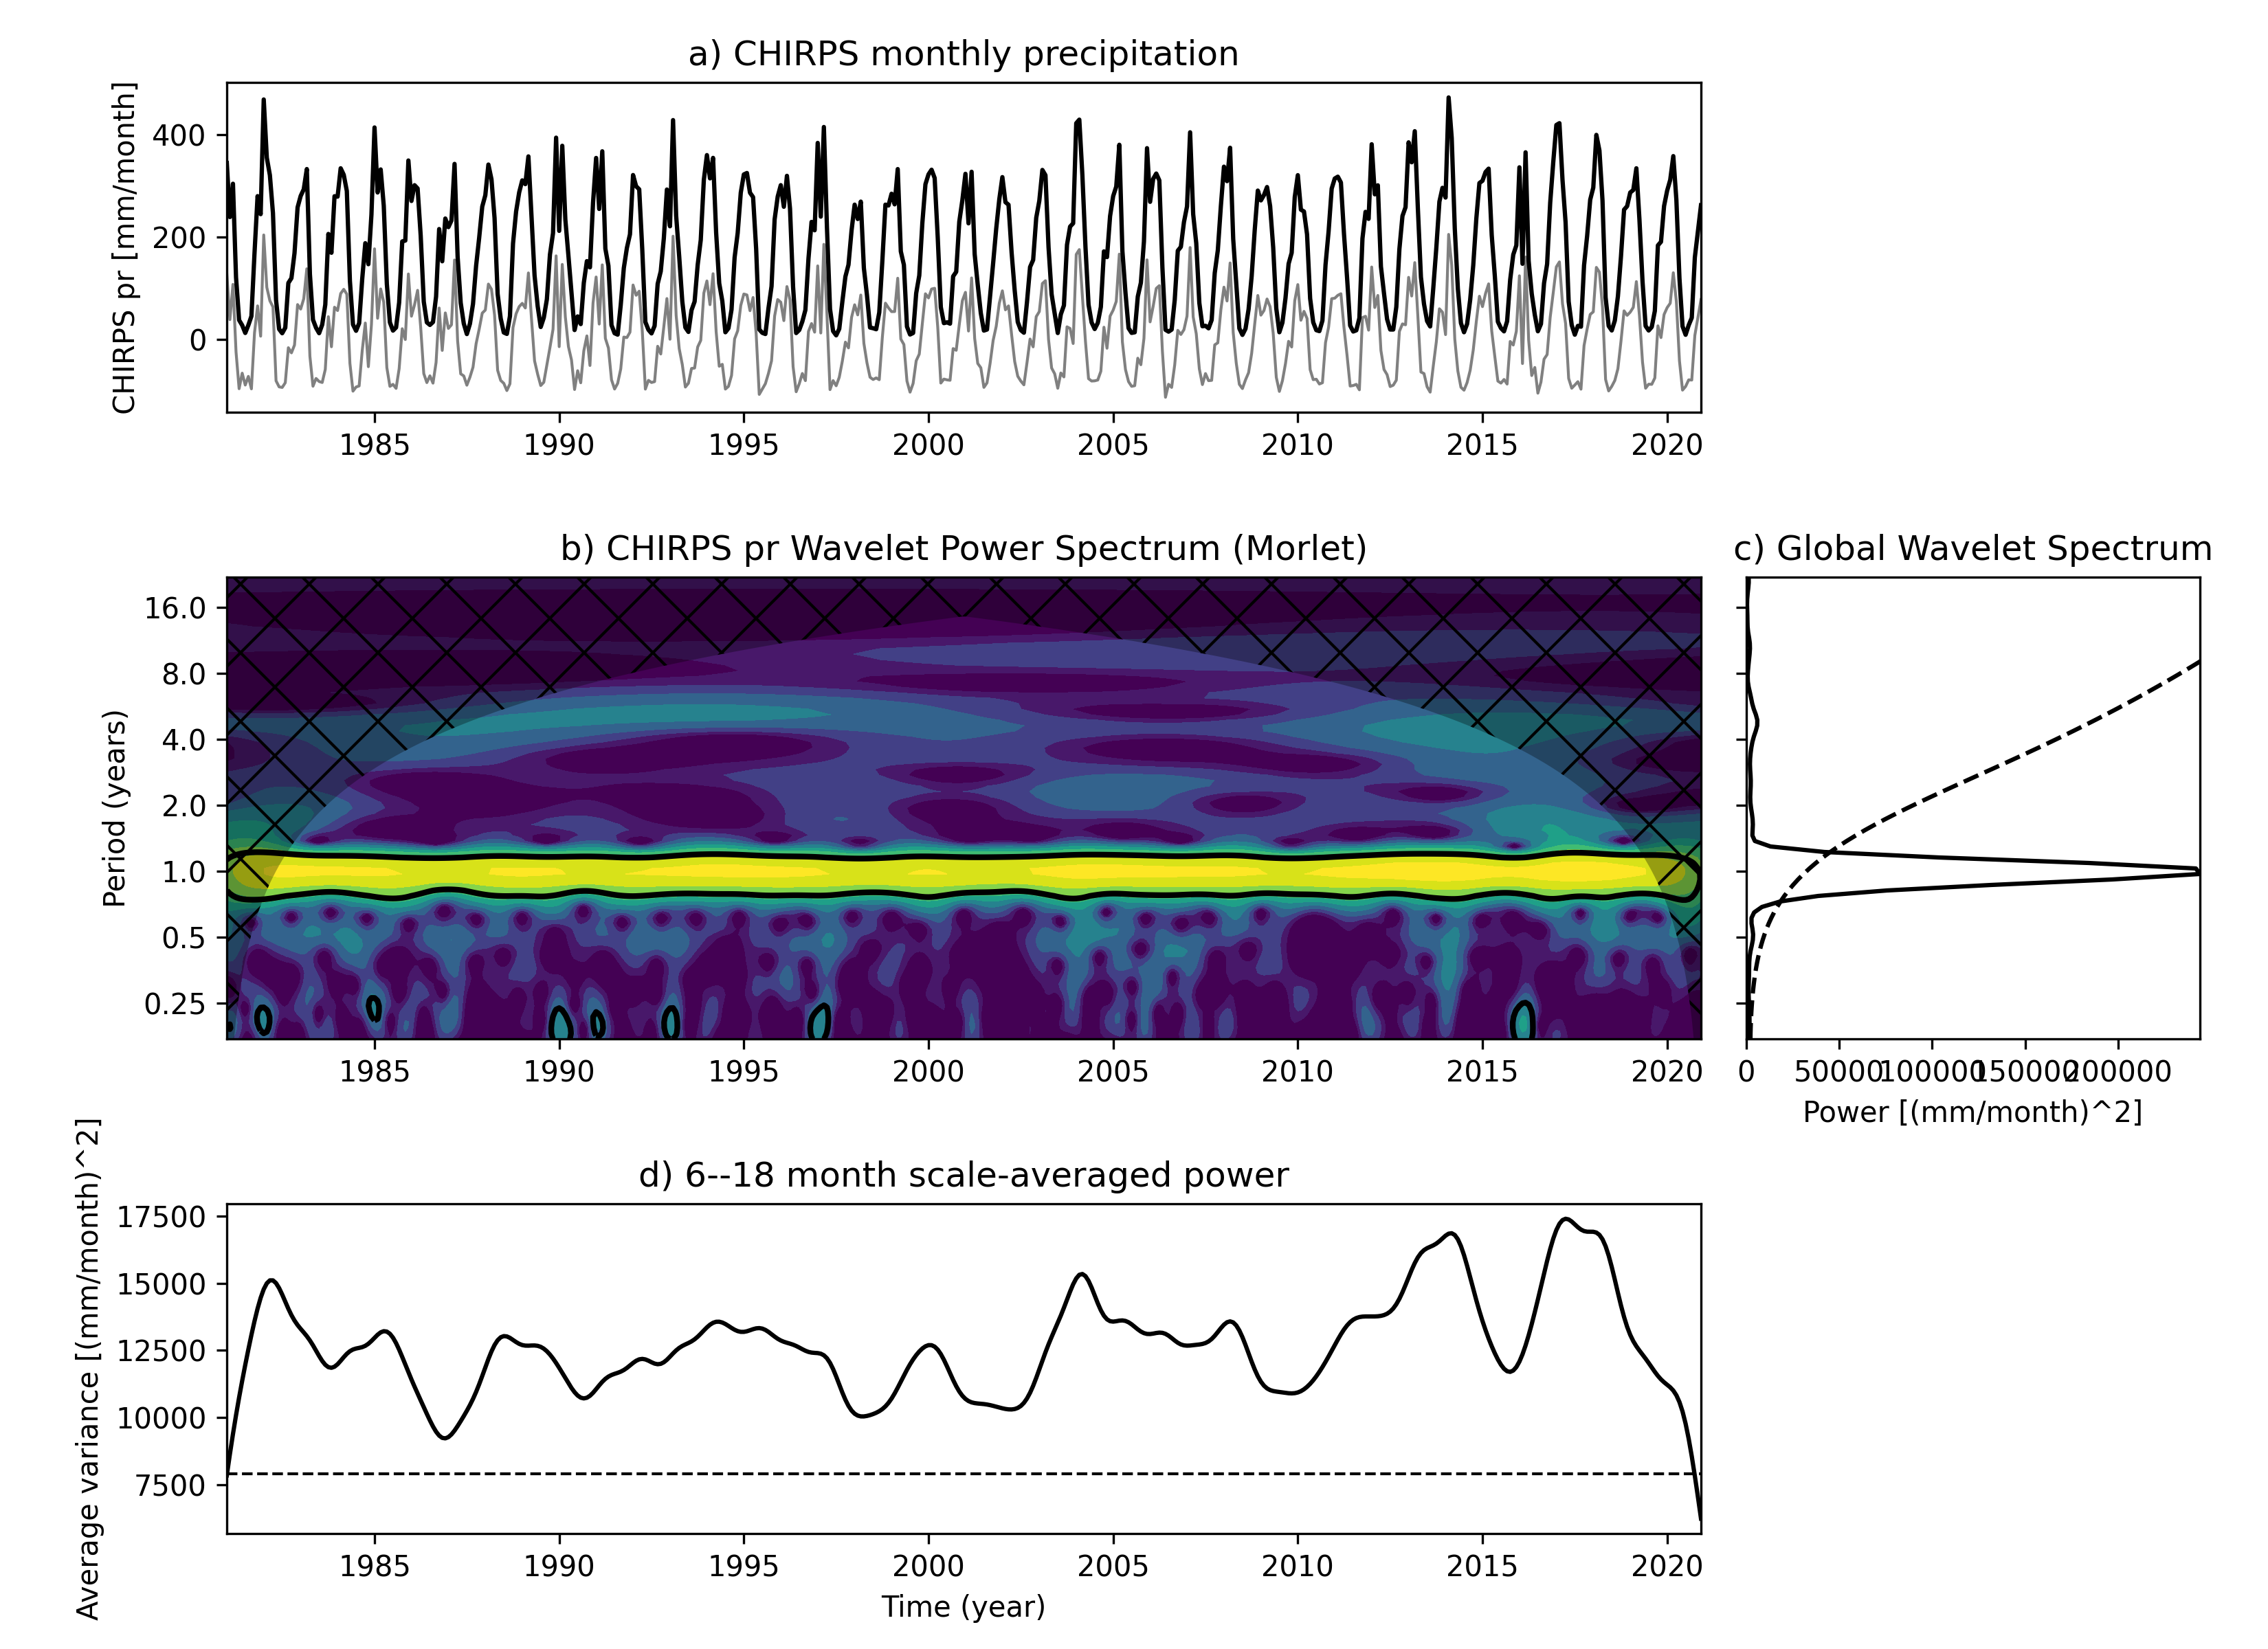 a) CHIRPS monthly precipitation
CHIRPS pr [mm/month]
400
200
0
1985 1990 1995 2000 2005 2010 2015 2020
b) CHIRPS pr Wavelet Power Spectrum (Morlet)
Period (years)
16.0
8.0
4.0
2.0
1.0
0.5
0.25
1985 1990 1995 2000 2005 2010 2015 2020
c) Global Wavelet Spectrum
0 50000 100000 150000 200000
Power [(mm/month)^2]
d) 6--18 month scale-averaged power
Average variance [(mm/month)^2]
17500
15000
12500
10000
7500
1985 1990 1995 2000 2005 2010 2015 2020
Time (year)